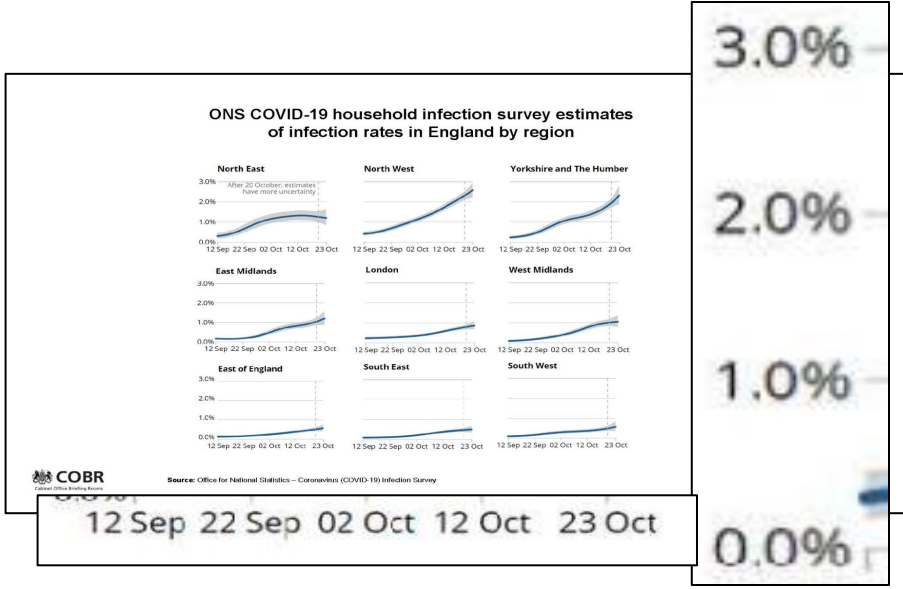 ONS COVID-19 household infection survey estimates
of infection rates in England by region
North East
North West
Yorkshire and The Humber
3.0%
After 20 October, estimates
have more uncertainty
2.0%
1.0%
0.0%
12 Sep 22 Sep 02 Oct 12 Oct 23 Oct
12 Sep 22 Sep 02 Oct 12 Oct 23 Oct
12 Sep 22 Sep 02 Oct 12 Oct 23 Oct
East Midlands
London
West Midlands
3.0%
2.0%
1.0%
0.0%
12 Sep 22 Sep 02 Oct 12 Oct 23 Oct
12 Sep 22 Sep 02 Oct 12 Oct 23 Oct
12 Sep 22 Sep 02 Oct 12 Oct 23 Oct
East of England
South East
South West
3.0%
2.0%
1.0%
0.0%
12 Sep 22 Sep 02 Oct 12 Oct 23 Oct
12 Sep 22 Sep 02 Oct 12 Oct 23 Oct
12 Sep 22 Sep 02 Oct 12 Oct 23 Oct
COBR
Cabinet Office Briefing Rooms
Source: Office for National Statistics – Coronavirus (COVID-19) Infection Survey
12 Sep 22 Sep 02 Oct 12 Oct 23 Oct
3.0%
2.0%
1.0%
0.0%